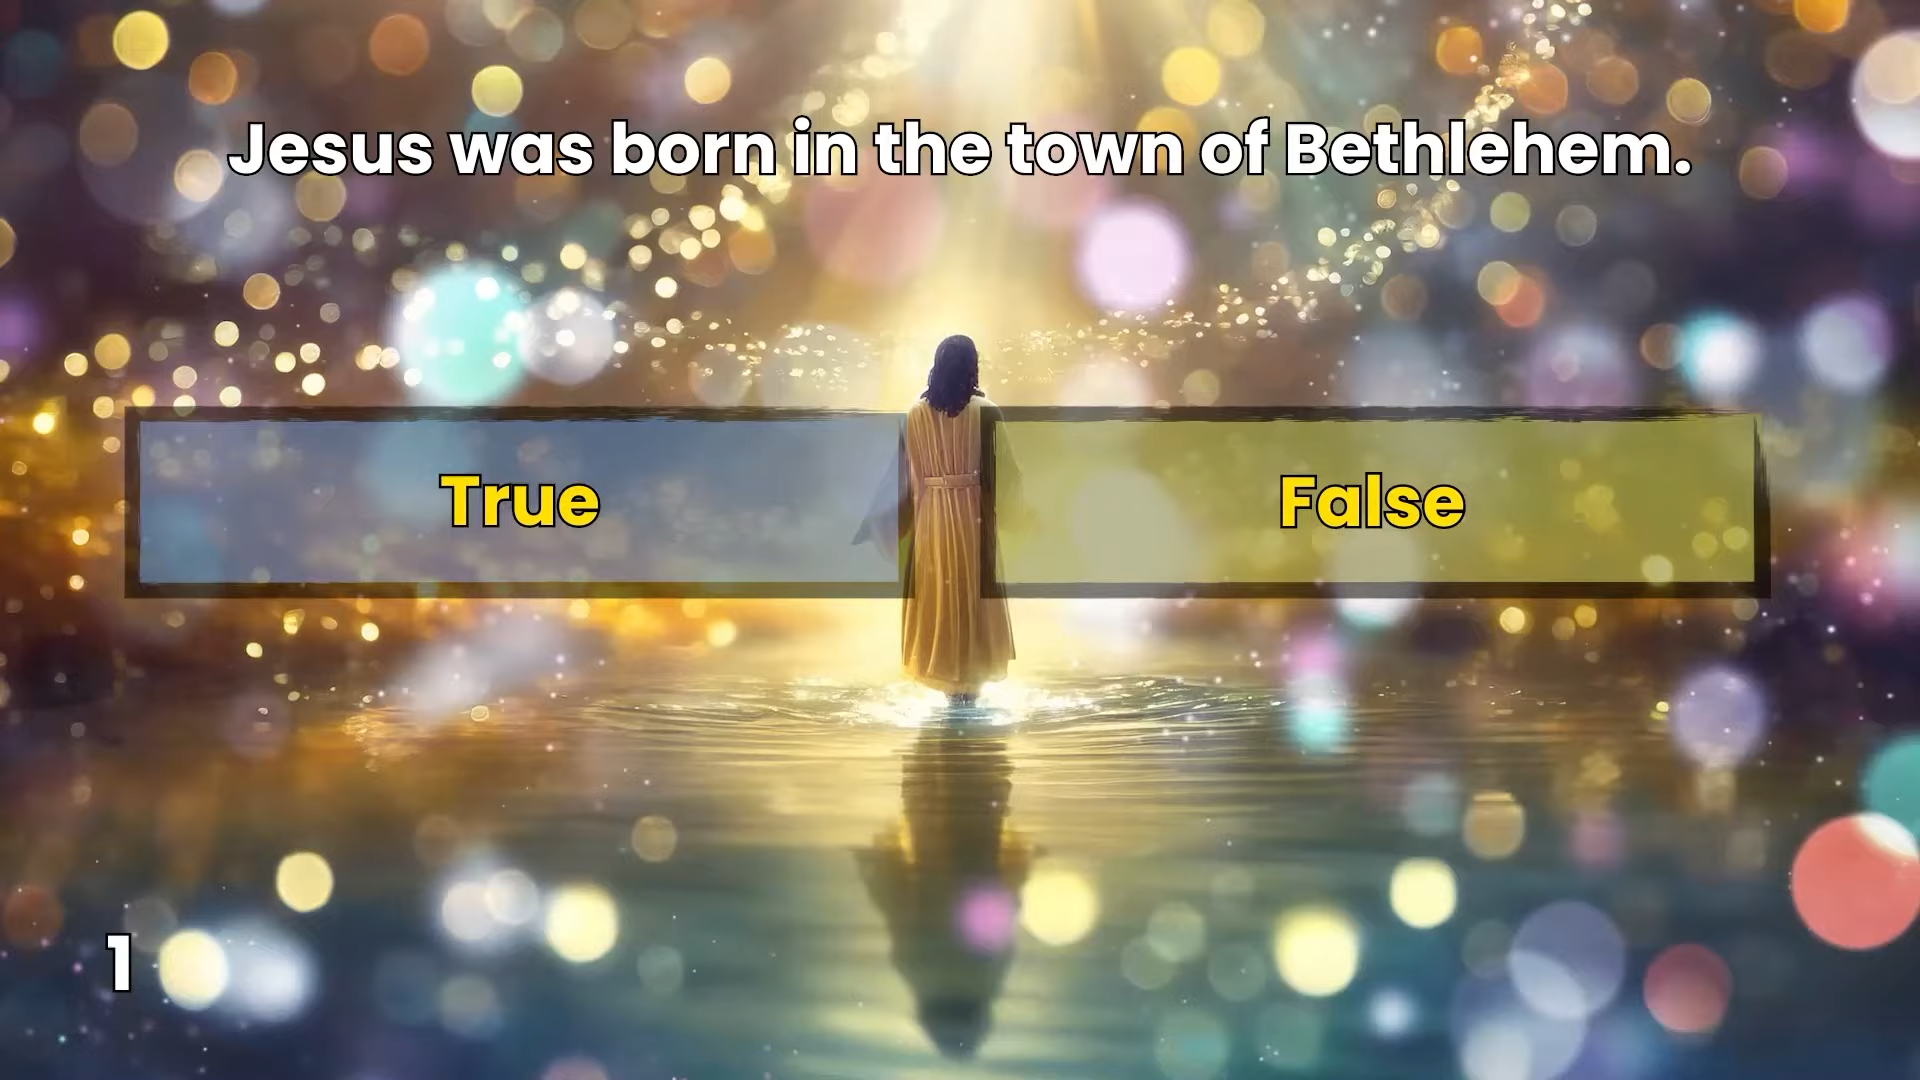 Jesus was born in the town of Bethlehem.
True
False
1